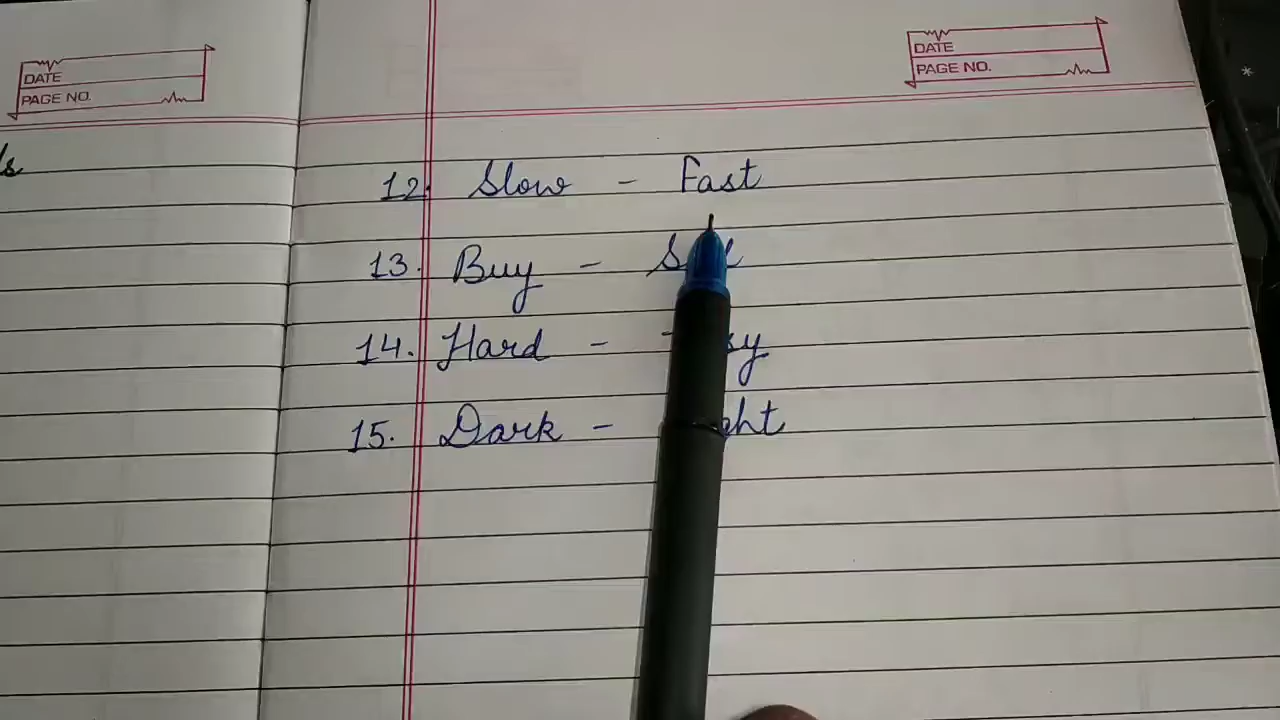 DATE
PAGE NO.
DATE
PAGE NO.
12. Slow - Fast
13. Buy -
14. Hard -
15. Dark -